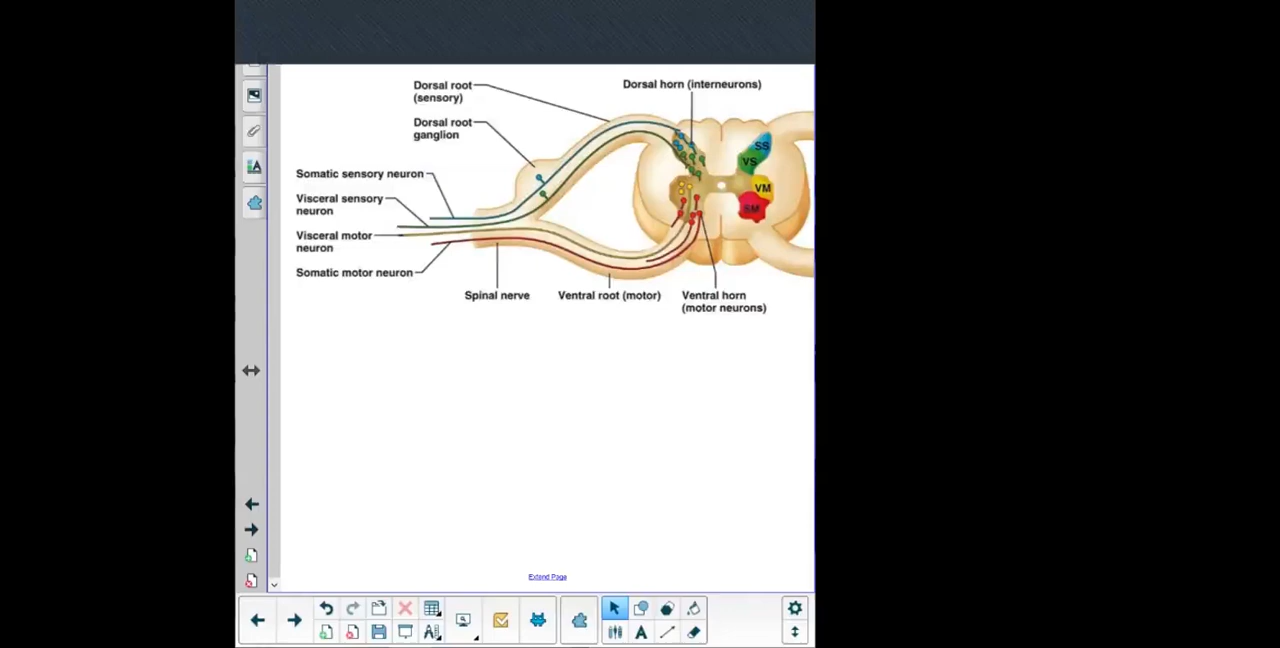 Dorsal root
(sensory)
Dorsal horn (interneurons)
Dorsal root
ganglion
SS
VS
Somatic sensory neuron
VM
Visceral sensory
neuron
SM
Visceral motor
neuron
Somatic motor neuron
Spinal nerve
Ventral root (motor)
Ventral horn
(motor neurons)
Extend Page